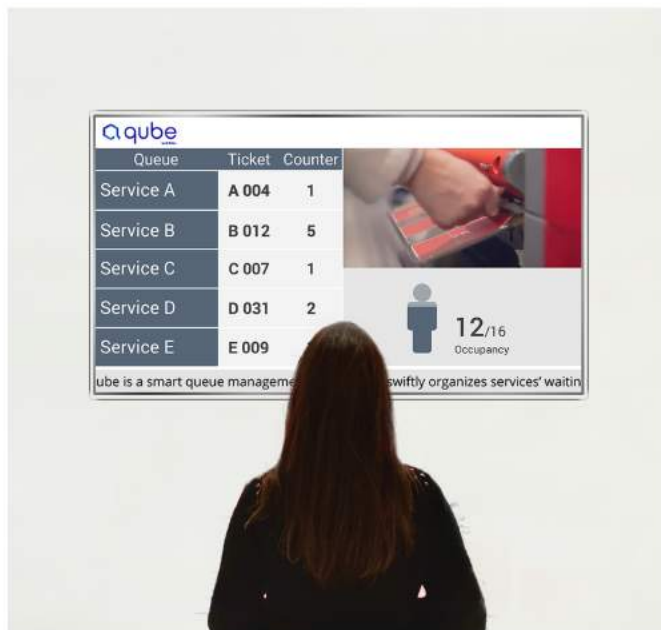 qube
Queue Ticket Counter
Service A A 004 1
Service B B 012 5
Service C C 007 1
Service D D 031 2
Service E E 009
12/16
Occupancy
ube is a smart queue manageme swiftly organizes services' waitin